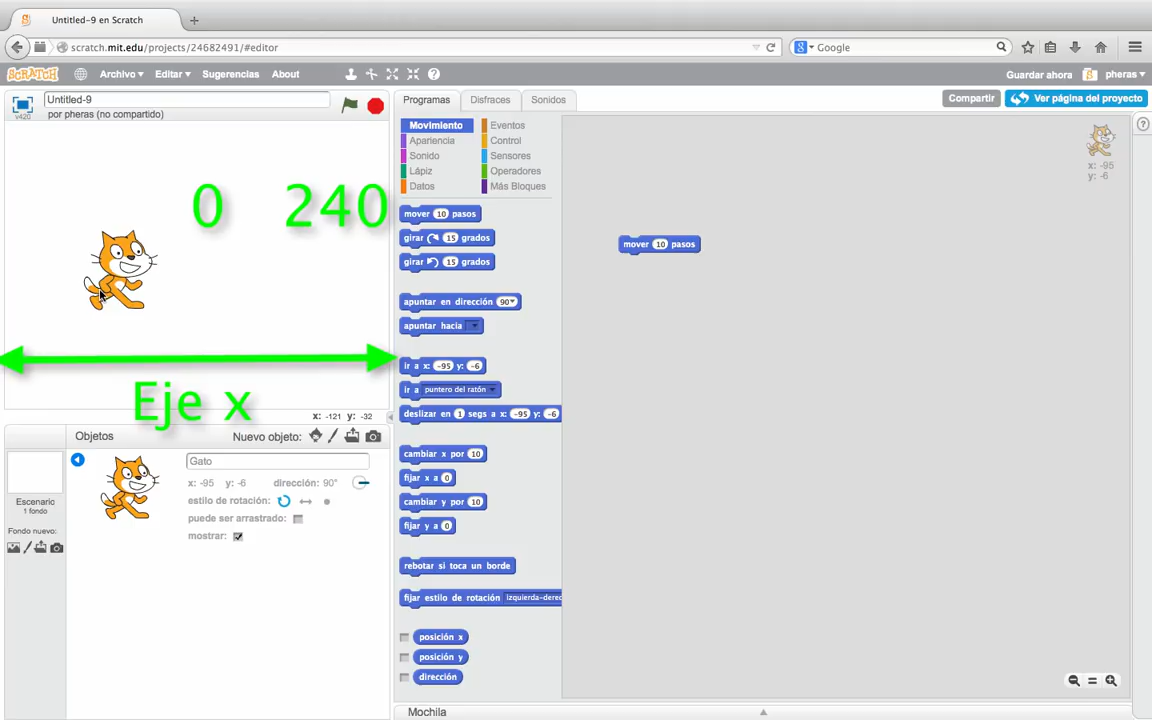 Untitled-9 en Scratch
scratch.mit.edu/projects/24682491/#editor
Google
SCRATCH
Archivo
Editar
Sugerencias
About
Guardar ahora
pheras
v420
Untitled-9
por pheras (no compartido)
Programas
Disfraces
Sonidos
Compartir
Ver página del proyecto
Movimiento
Eventos
Apariencia
Control
Sonido
Sensores
Lápiz
Operadores
Datos
Más Bloques
x: -95
y: -6
0 240
Eje x
x: -121 y: -32
mover 10 pasos
girar 15 grados
girar 15 grados
apuntar en dirección 90
apuntar hacia
ir a x: -95 y: -6
ir a puntero del ratón
deslizar en 1 segs a x: -95 y: -6
cambiar x por 10
fijar x a 0
cambiar y por 10
fijar y a 0
rebotar si toca un borde
fijar estilo de rotación izquierda-derec
posición x
posición y
dirección
mover 10 pasos
Objetos
Nuevo objeto:
Gato
x: -95 y: -6 dirección: 90°
estilo de rotación:
puede ser arrastrado:
mostrar:
Escenario
1 fondo
Fondo nuevo:
Mochila